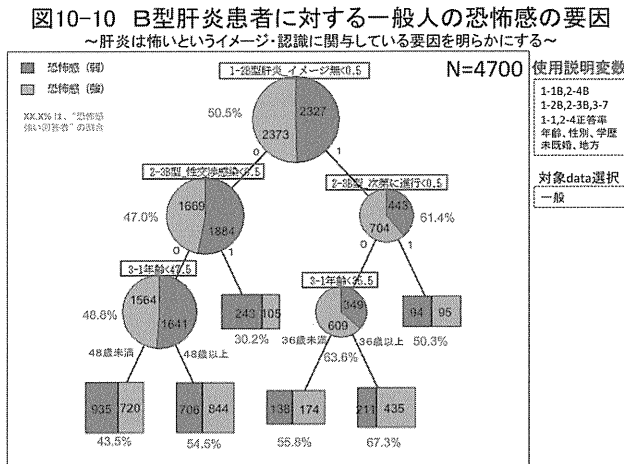 図10-10 B型肝炎患者に対する一般人の恐怖感の要因
～肝炎は怖いというイメージ・認識に関与している要因を明らかにする～
恐怖感(弱)
恐怖感(強)
XX.X%は、"恐怖感
強い回答者"の割合
N=4700
使用説明変数
1-1B,2-4B
1-2B,2-3B,3-7
1-1,2-4正答率
年齢、性別、学歴
未既婚、地方
対象data選択
一般
1-2B型肝炎_イメージ無<0.5
50.5%
2373
2327
0
1
2-3B型_性交渉感染<0.5
47.0%
1669
1884
0
1
2-3B型_次第に進行<0.5
443
704
61.4%
0
1
3-1年齢<47.5
48.8%
1564
1641
48歳未満
48歳以上
243
105
30.2%
3-1年齢<35.5
349
609
36歳未満
36歳以上
63.6%
94
95
50.3%
935
720
43.5%
706
844
54.5%
138
174
55.8%
211
435
67.3%